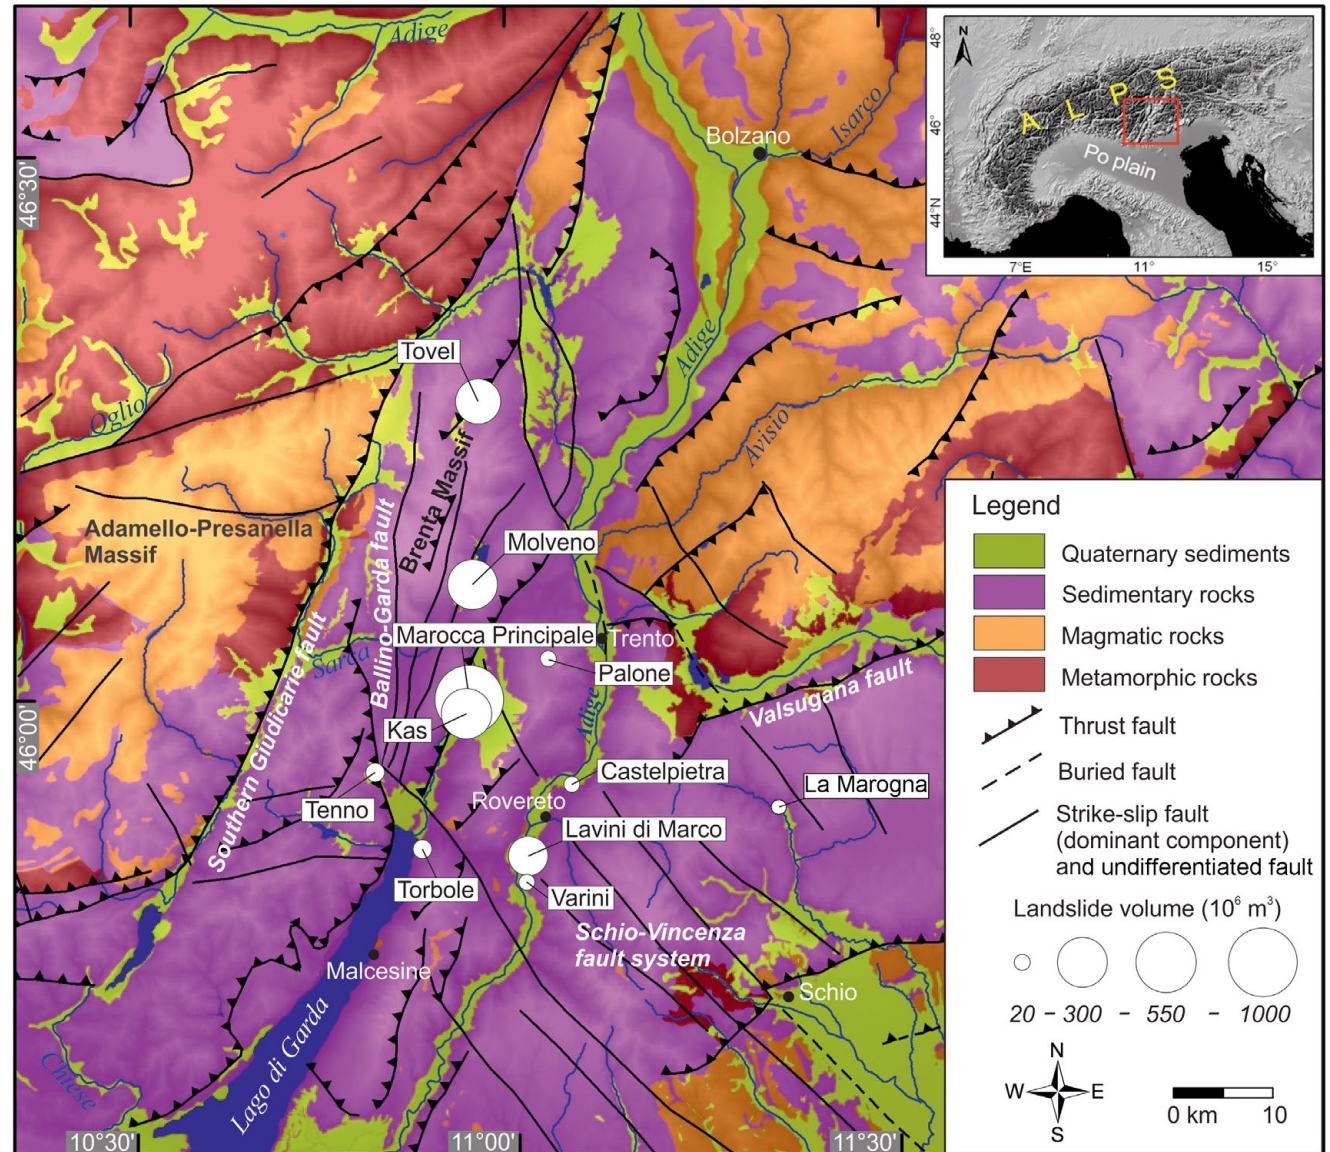 Adige
Isarco
Bolzano
46°30'
Tovel
Adige
Oglio
Avisio
Brenta Massif
Adamello-Presanella
Massif
Ballino-Garda fault
Molveno
Marocca Principale
Trento
Sarca
Palone
Southern Giudicarie fault
Adige
Valsugana fault
Kas
46°00'
Castelpietra
La Marogna
Tenno
Rovereto
Lavini di Marco
Torbole
Varini
Schio-Vincenza
fault system
Malcesine
Schio
Lago di Garda
Chiese
10°30'
11°00'
11°30'
N
48°
46°
44°N
A L P S
Po plain
7°E
11°
15°
Legend
Quaternary sediments
Sedimentary rocks
Magmatic rocks
Metamorphic rocks
Thrust fault
Buried fault
Strike-slip fault
(dominant component)
and undifferentiated fault
Landslide volume (10⁶ m³)
20 - 300 - 550 - 1000
N
W E
S
0 km 10